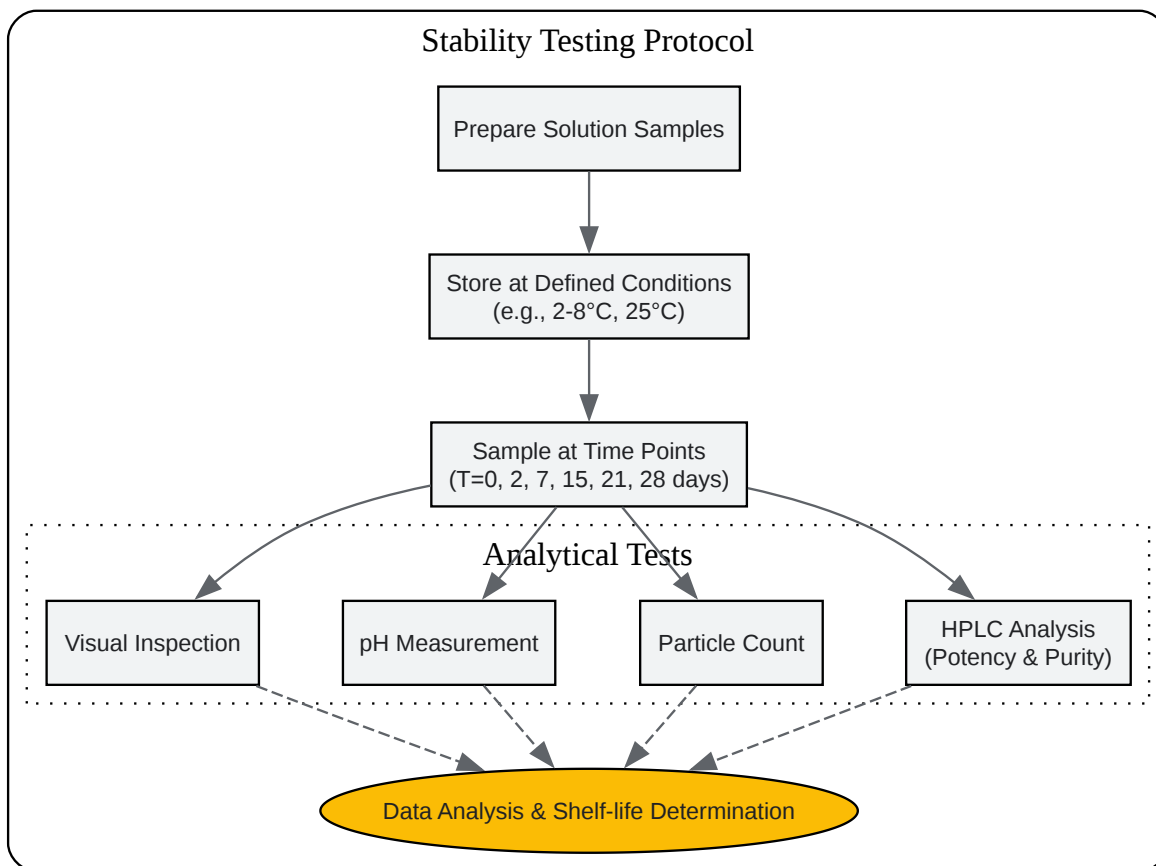 Stability Testing Protocol
Prepare Solution Samples
Store at Defined Conditions
(e.g., 2-8°C, 25°C)
Sample at Time Points
(T=0, 2, 7, 15, 21, 28 days)
Analytical Tests
Visual Inspection
pH Measurement
Particle Count
HPLC Analysis
(Potency & Purity)
Data Analysis & Shelf-life Determination